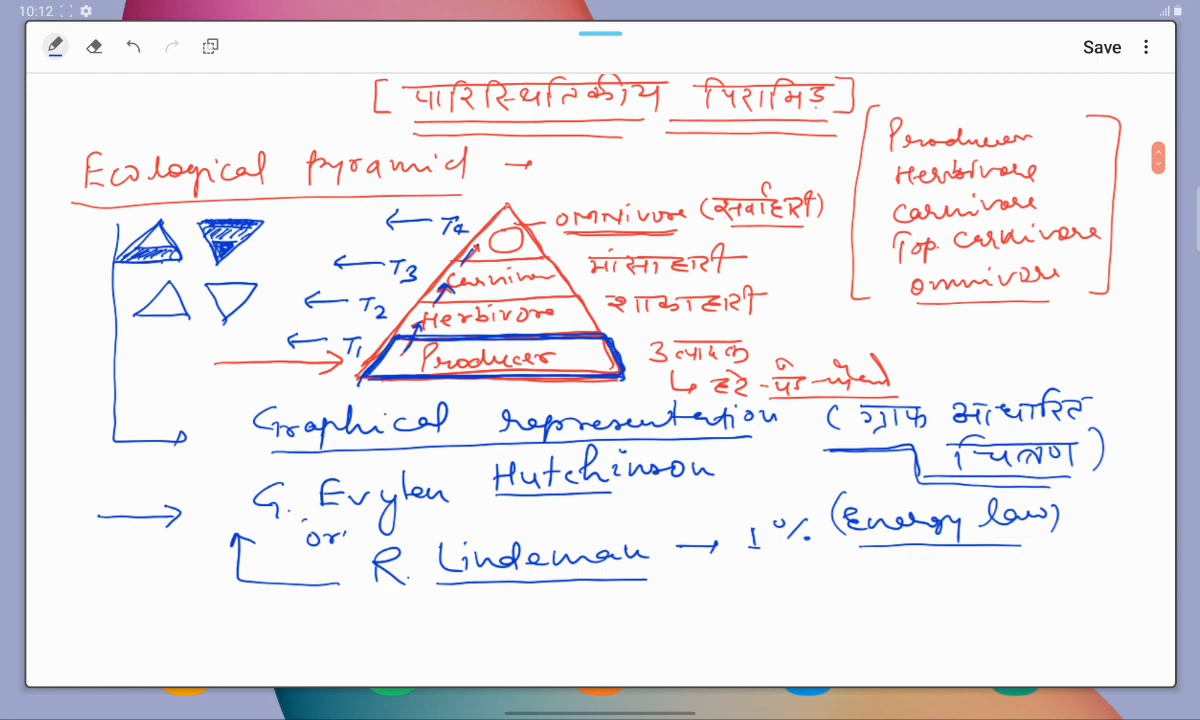 10:12
Save
[ पारिस्थितिकीय पिरामिड ]
Ecological pyramid →
Producer
Herbivore
Carnivore
Top. Carnivore
omnivore
T4
OMNIVORE (सर्वाहारी)
T3
Carnivore
मांसाहारी
T2
Herbivore
शाकाहारी
T1
Producer
उत्पादक
↳ हरे-पेड़-
Graphical representation (ग्राफ आधारित
चित्रण)
→ G. Evylen Hutchinson
'or'
R. Lindeman → 1% (Energy law)